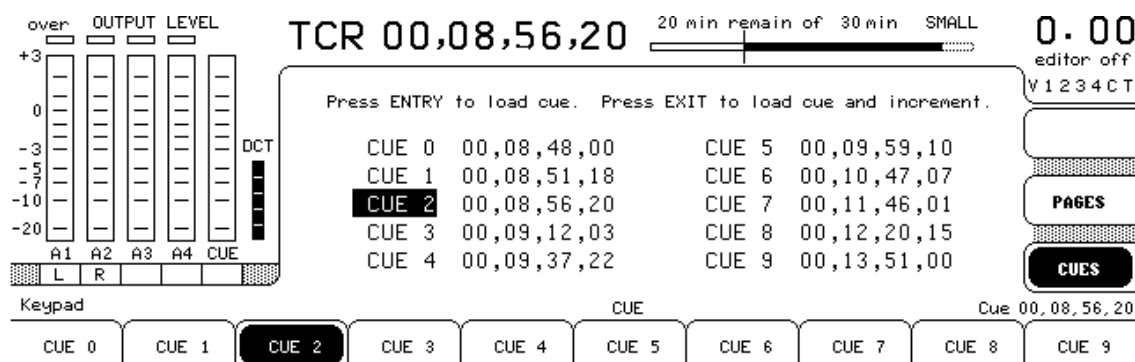 over OUTPUT LEVEL
TCR 00,08,56,20
20 min remain of 30 min SMALL
0.00
editor off
V 1 2 3 4 C T
+3
0
-3
-5
-7
-10
-20
DCT
A1 A2 A3 A4 CUE
L R
Press ENTRY to load cue. Press EXIT to load cue and increment.
CUE 0 00,08,48,00 CUE 5 00,09,59,10
CUE 1 00,08,51,18 CUE 6 00,10,47,07
CUE 2 00,08,56,20 CUE 7 00,11,46,01
CUE 3 00,09,12,03 CUE 8 00,12,20,15
CUE 4 00,09,37,22 CUE 9 00,13,51,00
PAGES
CUES
Keypad CUE Cue 00,08,56,20
CUE 0 CUE 1 CUE 2 CUE 3 CUE 4 CUE 5 CUE 6 CUE 7 CUE 8 CUE 9